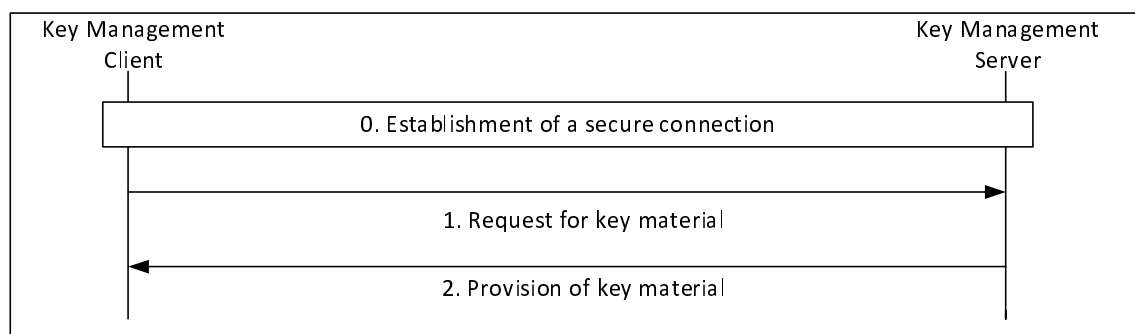 Key Management
Client
Key Management
Server
0. Establishment of a secure connection
1. Request for key material
2. Provision of key material